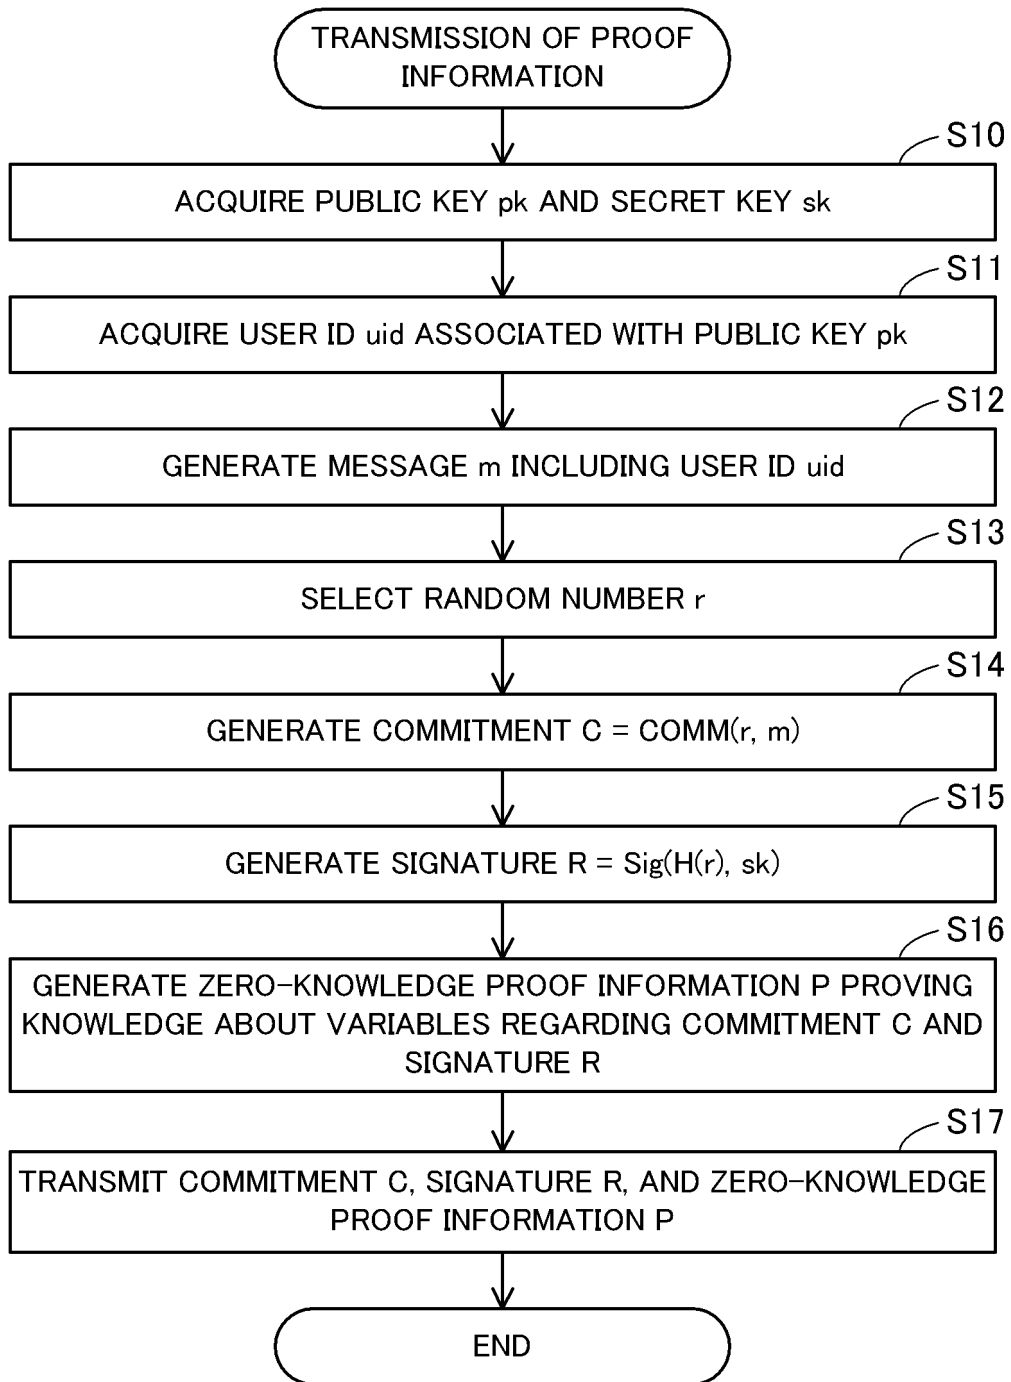 TRANSMISSION OF PROOF
INFORMATION
S10
ACQUIRE PUBLIC KEY pk AND SECRET KEY sk
S11
ACQUIRE USER ID uid ASSOCIATED WITH PUBLIC KEY pk
S12
GENERATE MESSAGE m INCLUDING USER ID uid
S13
SELECT RANDOM NUMBER r
S14
GENERATE COMMITMENT C = COMM(r, m)
S15
GENERATE SIGNATURE R = Sig(H(r), sk)
S16
GENERATE ZERO-KNOWLEDGE PROOF INFORMATION P PROVING
KNOWLEDGE ABOUT VARIABLES REGARDING COMMITMENT C AND
SIGNATURE R
S17
TRANSMIT COMMITMENT C, SIGNATURE R, AND ZERO-KNOWLEDGE
PROOF INFORMATION P
END